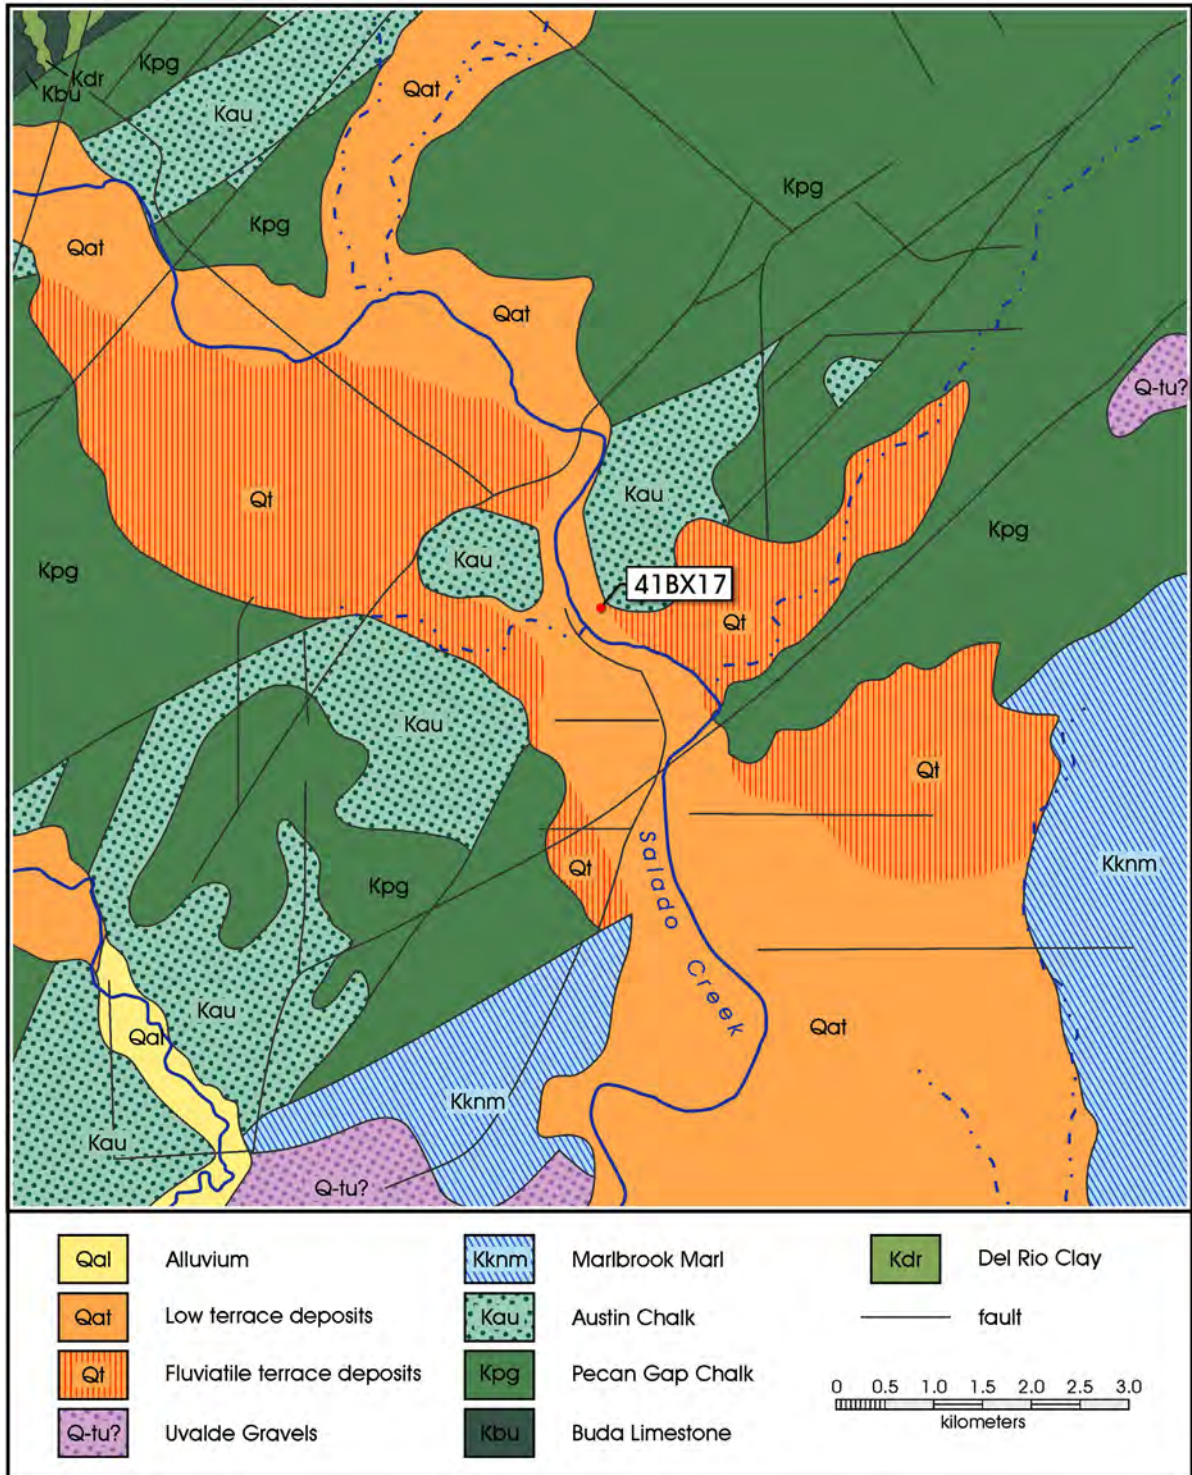 Kpg
Kdr
Kbu
Kau
Qat
Kpg
Kpg
Qat
Qat
Q-tu?
Qt
Kau
Kpg
Kau
Kpg
41BX17
Qt
Kau
Qt
Salado Creek
Kknm
Qt
Kpg
Kau
Qal
Qat
Kknm
Kau
Q-tu?
Qal Alluvium
Qat Low terrace deposits
Qt Fluviatile terrace deposits
Q-tu? Uvalde Gravels
Kknm Marlbrook Marl
Kau Austin Chalk
Kpg Pecan Gap Chalk
Kbu Buda Limestone
Kdr Del Rio Clay
fault
0 0.5 1.0 1.5 2.0 2.5 3.0
kilometers